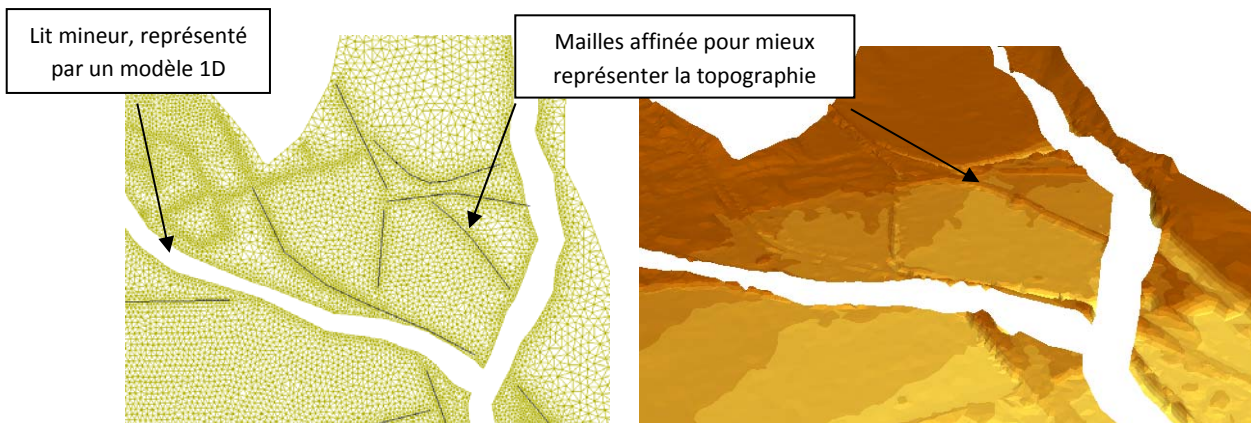 Lit mineur, représenté
par un modèle 1D
Mailles affinée pour mieux
représenter la topographie